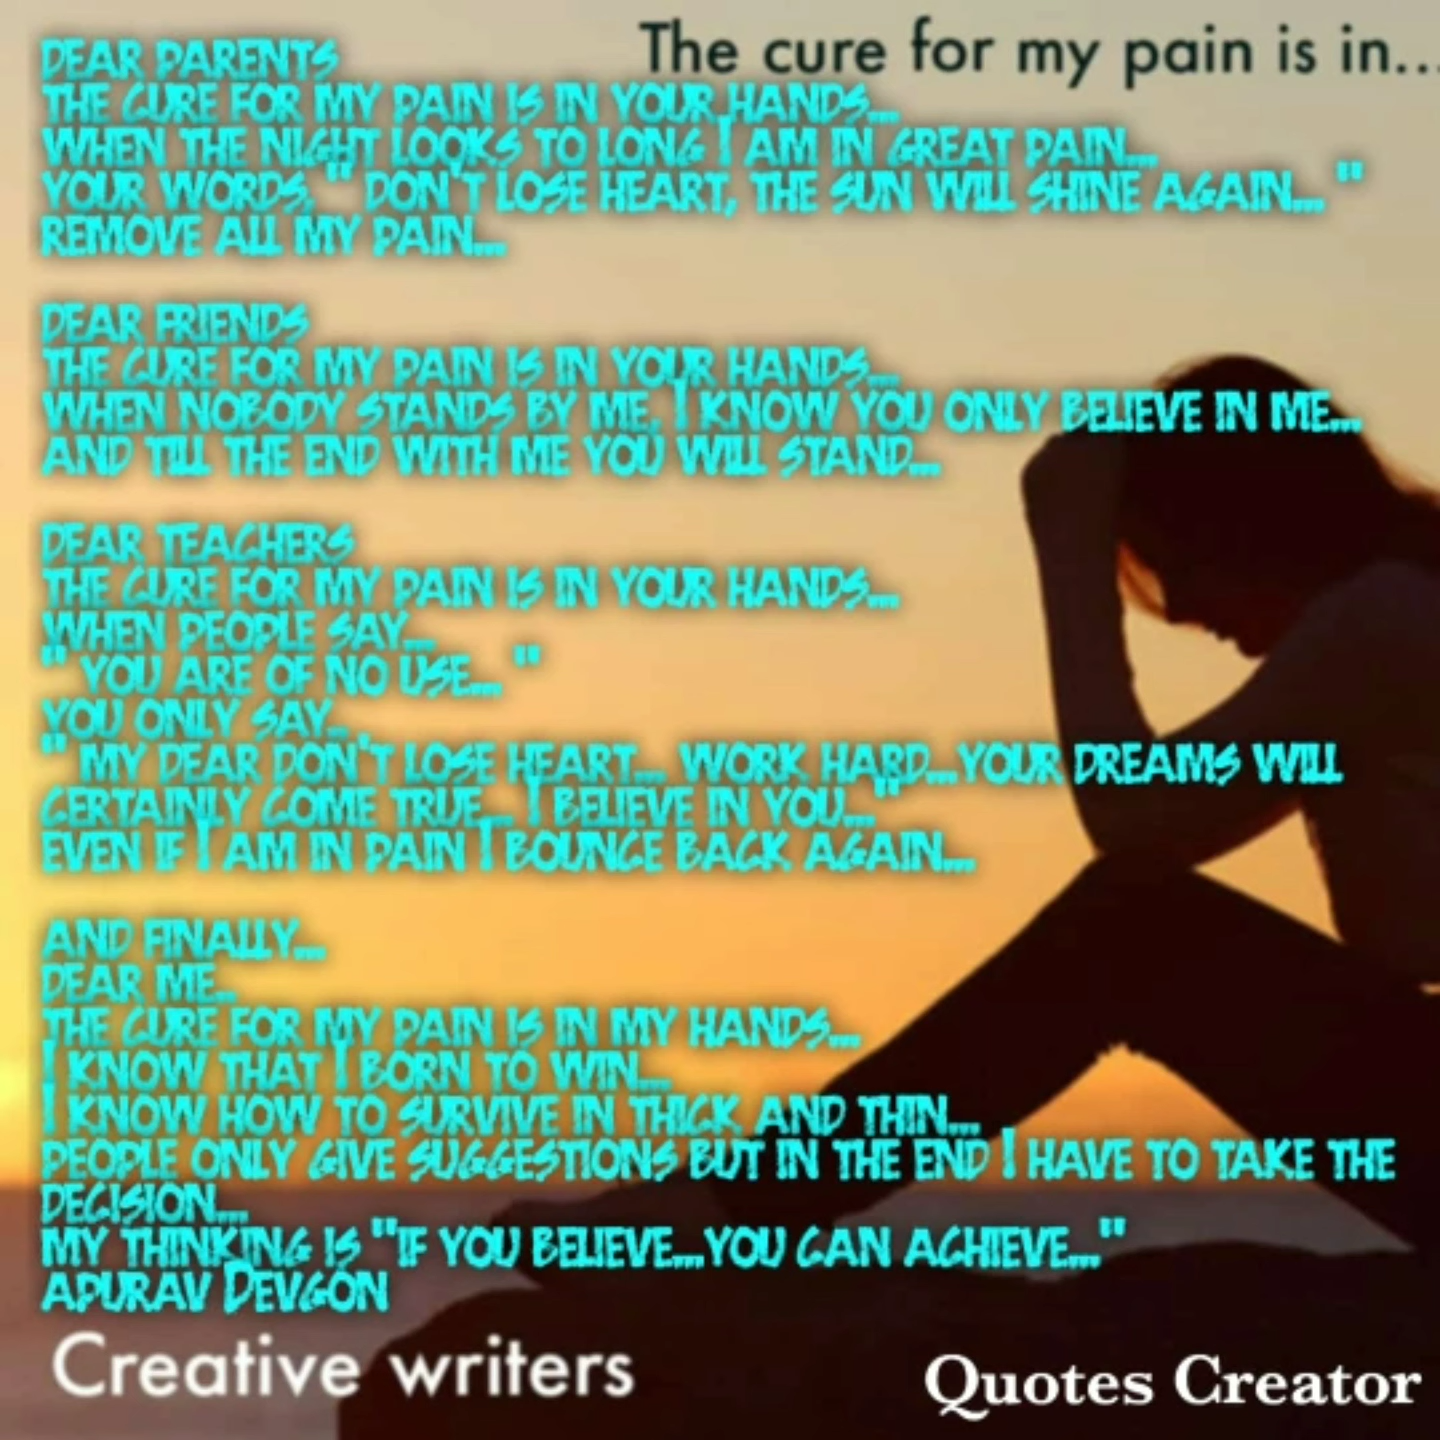 The cure for my pain is in...
DEAR PARENTS
THE CURE FOR MY PAIN IS IN YOUR HANDS...
WHEN THE NIGHT LOOKS TO LONG I AM IN GREAT PAIN...
YOUR WORDS, " DON'T LOSE HEART, THE SUN WILL SHINE AGAIN... "
REMOVE ALL MY PAIN...
DEAR FRIENDS
THE CURE FOR MY PAIN IS IN YOUR HANDS...
WHEN NOBODY STANDS BY ME, I KNOW YOU ONLY BELIEVE IN ME...
AND TILL THE END WITH ME YOU WILL STAND...
DEAR TEACHERS
THE CURE FOR MY PAIN IS IN YOUR HANDS...
WHEN PEOPLE SAY...
" YOU ARE OF NO USE... "
YOU ONLY SAY..
" MY DEAR DON'T LOSE HEART... WORK HARD...YOUR DREAMS WILL
CERTAINLY COME TRUE... I BELIEVE IN YOU..."
EVEN IF I AM IN PAIN I BOUNCE BACK AGAIN...
AND FINALLY...
DEAR ME..
THE CURE FOR MY PAIN IS IN MY HANDS...
I KNOW THAT I BORN TO WIN...
I KNOW HOW TO SURVIVE IN THICK AND THIN...
PEOPLE ONLY GIVE SUGGESTIONS BUT IN THE END I HAVE TO TAKE THE
DECISION...
MY THINKING IS "IF YOU BELIEVE...YOU CAN ACHIEVE..."
APURAV DEVGON
Creative writers
Quotes Creator